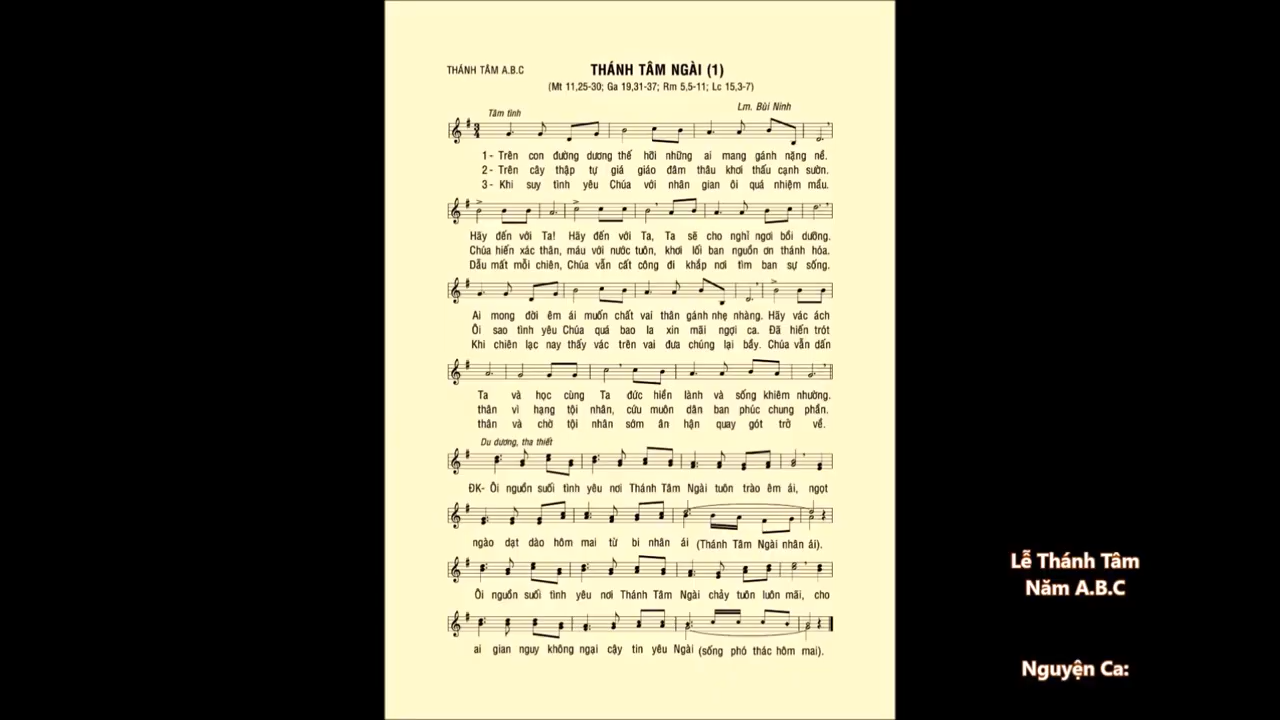 THÁNH TÂM A.B.C
THÁNH TÂM NGÀI (1)
(Mt 11,25-30; Ga 19,31-37; Rm 5,5-11; Lc 15,3-7)
Lm. Bùi Ninh
Tâm tình
1- Trên con đường dương thế hỡi những ai mang gánh nặng nề.
2- Trên cây thập tự giá giáo đâm thâu khơi thấu cạnh sườn.
3- Khi suy tình yêu Chúa với nhân gian ôi quá nhiệm mầu.
Hãy đến với Ta! Hãy đến với Ta, Ta sẽ cho nghỉ ngơi bồi dưỡng.
Chúa hiến xác thân, máu với nước tuôn, khơi lối ban nguồn ơn thánh hóa.
Dẫu mất mỗi chiên, Chúa vẫn cất công đi khắp nơi tìm ban sự sống.
Ai mong đời êm ái muốn chất vai thân gánh nhẹ nhàng. Hãy vác ách
Ôi sao tình yêu Chúa quá bao la xin mãi ngợi ca. Đã hiến trót
Khi chiên lạc nay thấy vác trên vai đưa chúng lại bầy. Chúa vẫn dấn
Ta và học cùng Ta đức hiền lành và sống khiêm nhường.
thân vì hạng tội nhân, cứu muôn dân ban phúc chung phần.
thân và chờ tội nhân sớm ăn hận quay gót trở về.
Du dương, tha thiết
ĐK- Ôi nguồn suối tình yêu nơi Thánh Tâm Ngài tuôn trào êm ái, ngọt
ngào dạt dào hôm mai từ bi nhân ái (Thánh Tâm Ngài nhân ái).
Ôi nguồn suối tình yêu nơi Thánh Tâm Ngài chảy tuôn luôn mãi, cho
ai gian nguy không ngại cậy tin yêu Ngài (sống phó thác hôm mai).
Lễ Thánh Tâm
Năm A.B.C
Nguyện Ca: